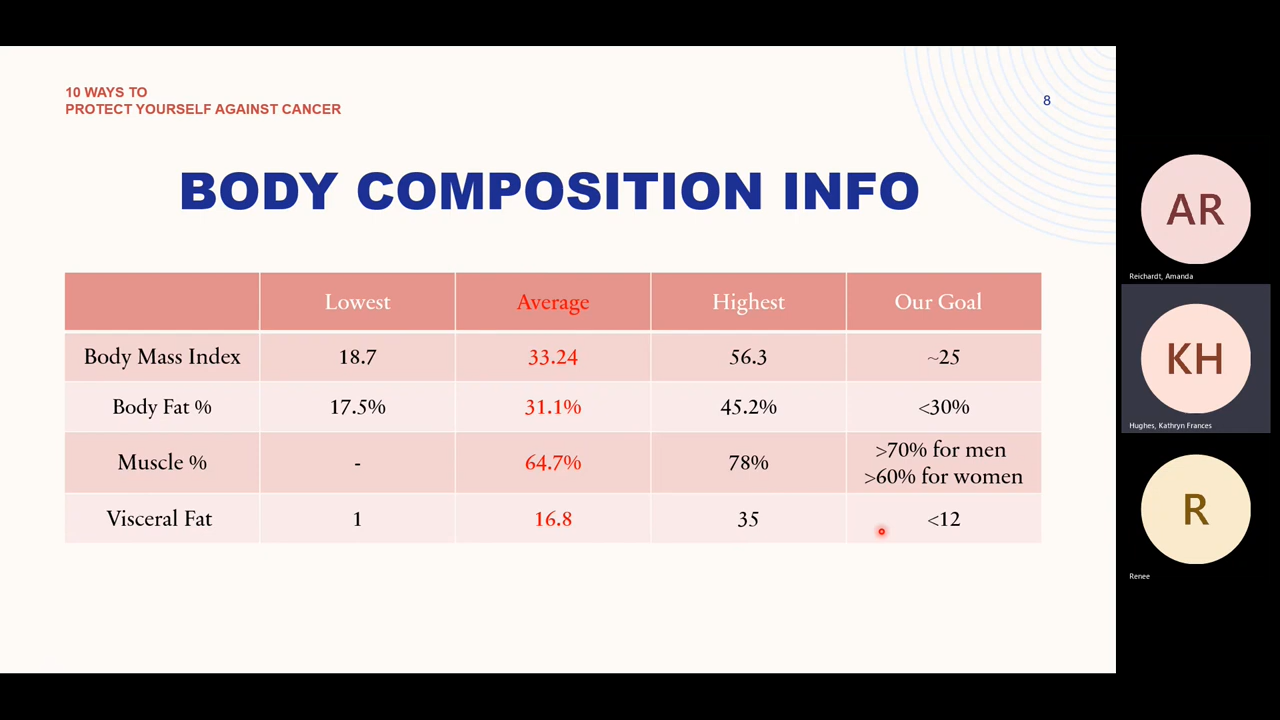 10 WAYS TO
PROTECT YOURSELF AGAINST CANCER
8
BODY COMPOSITION INFO
Lowest Average Highest Our Goal
Body Mass Index 18.7 33.24 56.3 ~25
Body Fat % 17.5% 31.1% 45.2% <30%
Muscle % - 64.7% 78% >70% for men
>60% for women
Visceral Fat 1 16.8 35 <12
AR
Reichardt, Amanda
KH
Hughes, Kathryn Frances
R
Renee